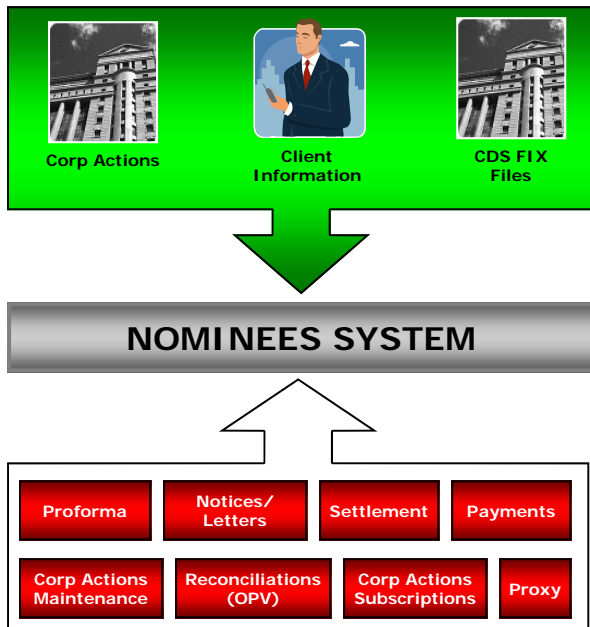 Corp Actions
Client
Information
CDS FIX
Files
NOMINEES SYSTEM
Proforma
Notices/
Letters
Settlement
Payments
Corp Actions
Maintenance
Reconciliations
(OPV)
Corp Actions
Subscriptions
Proxy